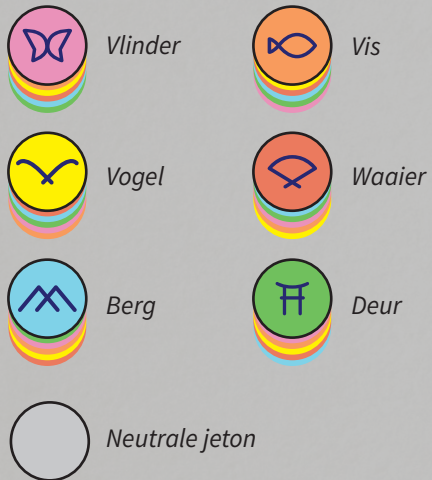 Vlinder
Vis
Vogel
Waaier
Berg
Deur
Neutrale jeton